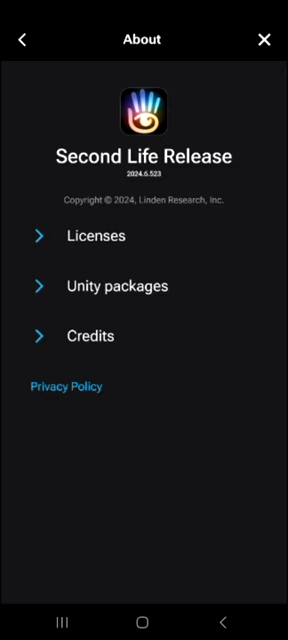 About
Second Life Release
2024.6.523
Copyright © 2024, Linden Research, Inc.
Licenses
Unity packages
Credits
Privacy Policy